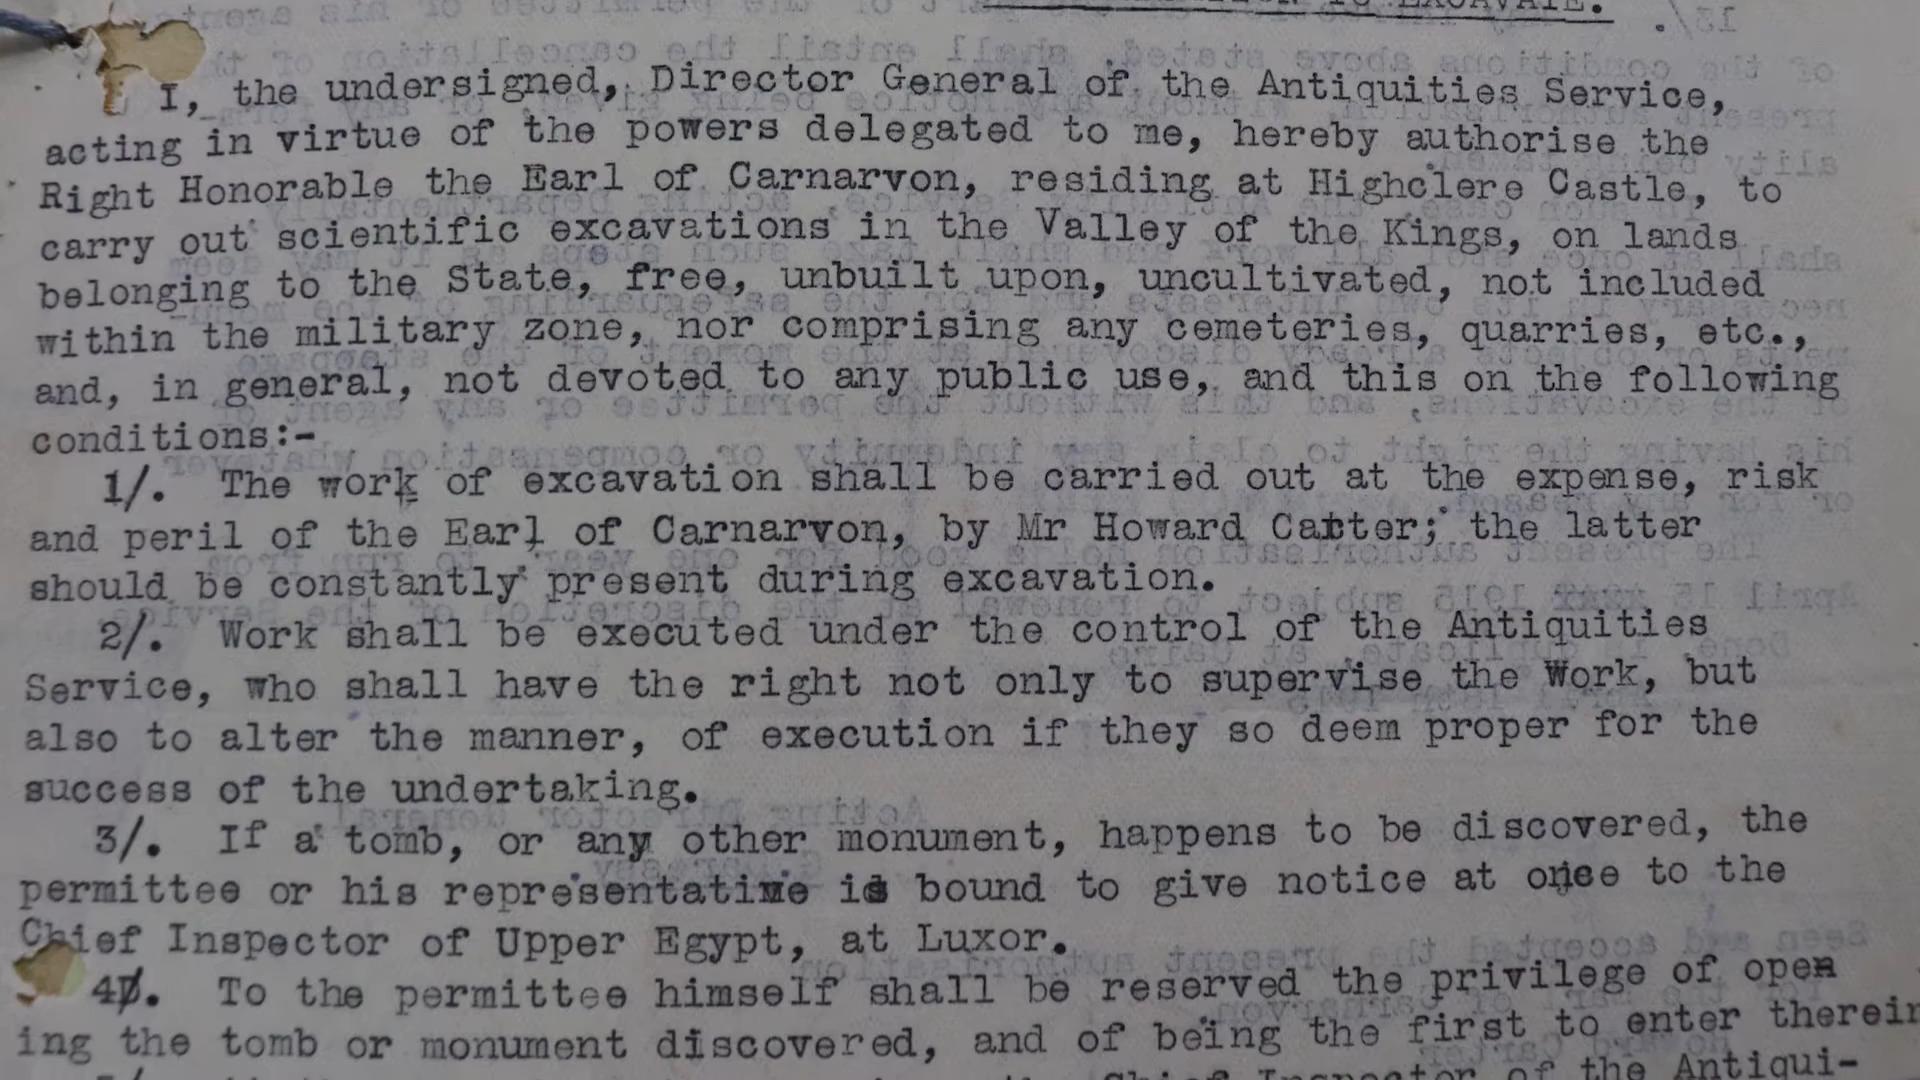 TO EXCAVATE.
I, the undersigned, Director General of the Antiquities Service,
acting in virtue of the powers delegated to me, hereby authorise the
Right Honorable the Earl of Carnarvon, residing at Highclere Castle, to
carry out scientific excavations in the Valley of the Kings, on lands
belonging to the State, free, unbuilt upon, uncultivated, not included
within the military zone, nor comprising any cemeteries, quarries, etc.,
and, in general, not devoted to any public use, and this on the following
conditions:-
1/. The work of excavation shall be carried out at the expense, risk
and peril of the Earl of Carnarvon, by Mr Howard Carter; the latter
should be constantly present during excavation.
2/. Work shall be executed under the control of the Antiquities
Service, who shall have the right not only to supervise the Work, but
also to alter the manner, of execution if they so deem proper for the
success of the undertaking.
3/. If a tomb, or any other monument, happens to be discovered, the
permittee or his representative is bound to give notice at once to the
Chief Inspector of Upper Egypt, at Luxor.
4/. To the permittee himself shall be reserved the privilege of open
ing the tomb or monument discovered, and of being the first to enter therein
Chief Inspector of the Antiqui-